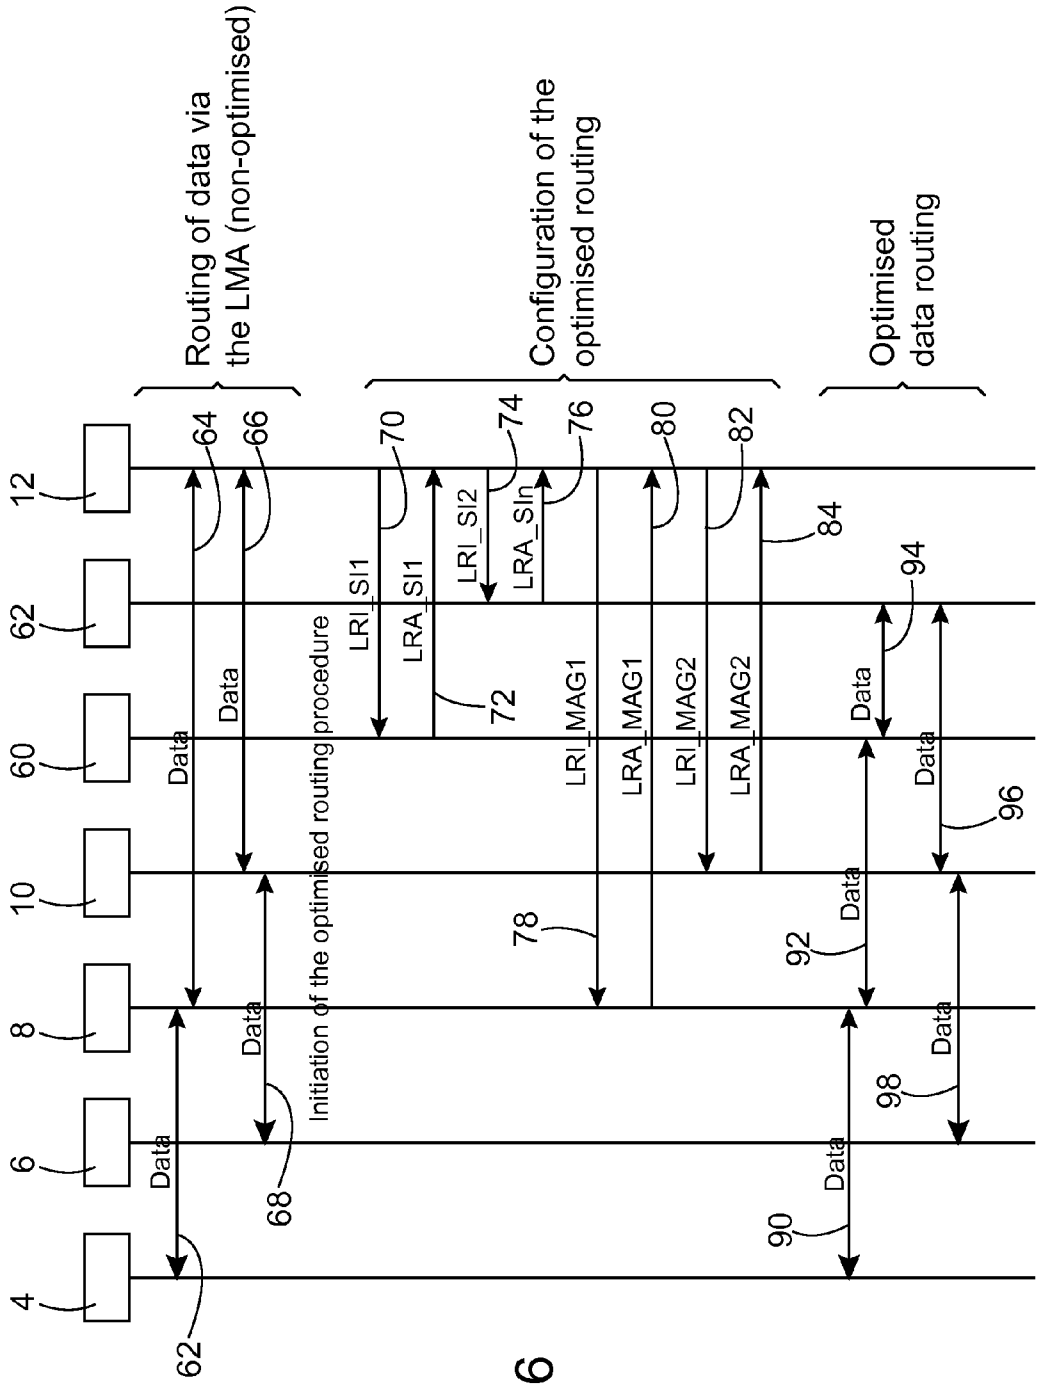 4
6
8
10
60
62
12
Data
62
Data
64
Data
66
Data
68
Routing of data via
the LMA (non-optimised)
Initiation of the optimised routing procedure
LRI_SI1
70
LRA_SI1
72
LRI_SI2
74
LRA_SIn
76
LRI_MAG1
78
LRA_MAG1
80
LRI_MAG2
82
LRA_MAG2
84
Configuration of the
optimised routing
Data
90
Data
92
Data
94
Data
96
Data
98
Optimised
data routing
6